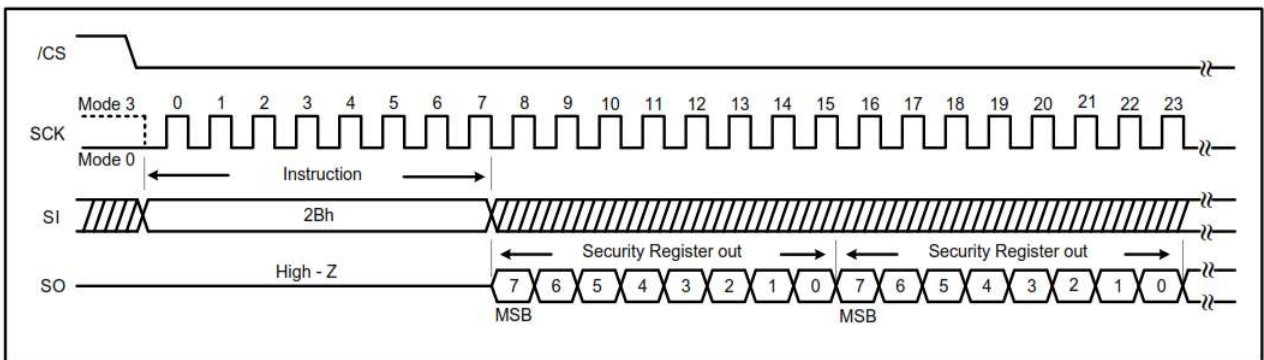 /CS
Mode 3 0 1 2 3 4 5 6 7 8 9 10 11 12 13 14 15 16 17 18 19 20 21 22 23
SCK
Mode 0
Instruction
SI 2Bh
Security Register out Security Register out
High - Z
SO 7 6 5 4 3 2 1 0 7 6 5 4 3 2 1 0
MSB MSB